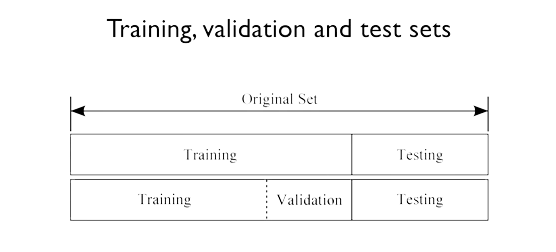 Training, validation and test sets
Original Set
Training Testing
Training Validation Testing